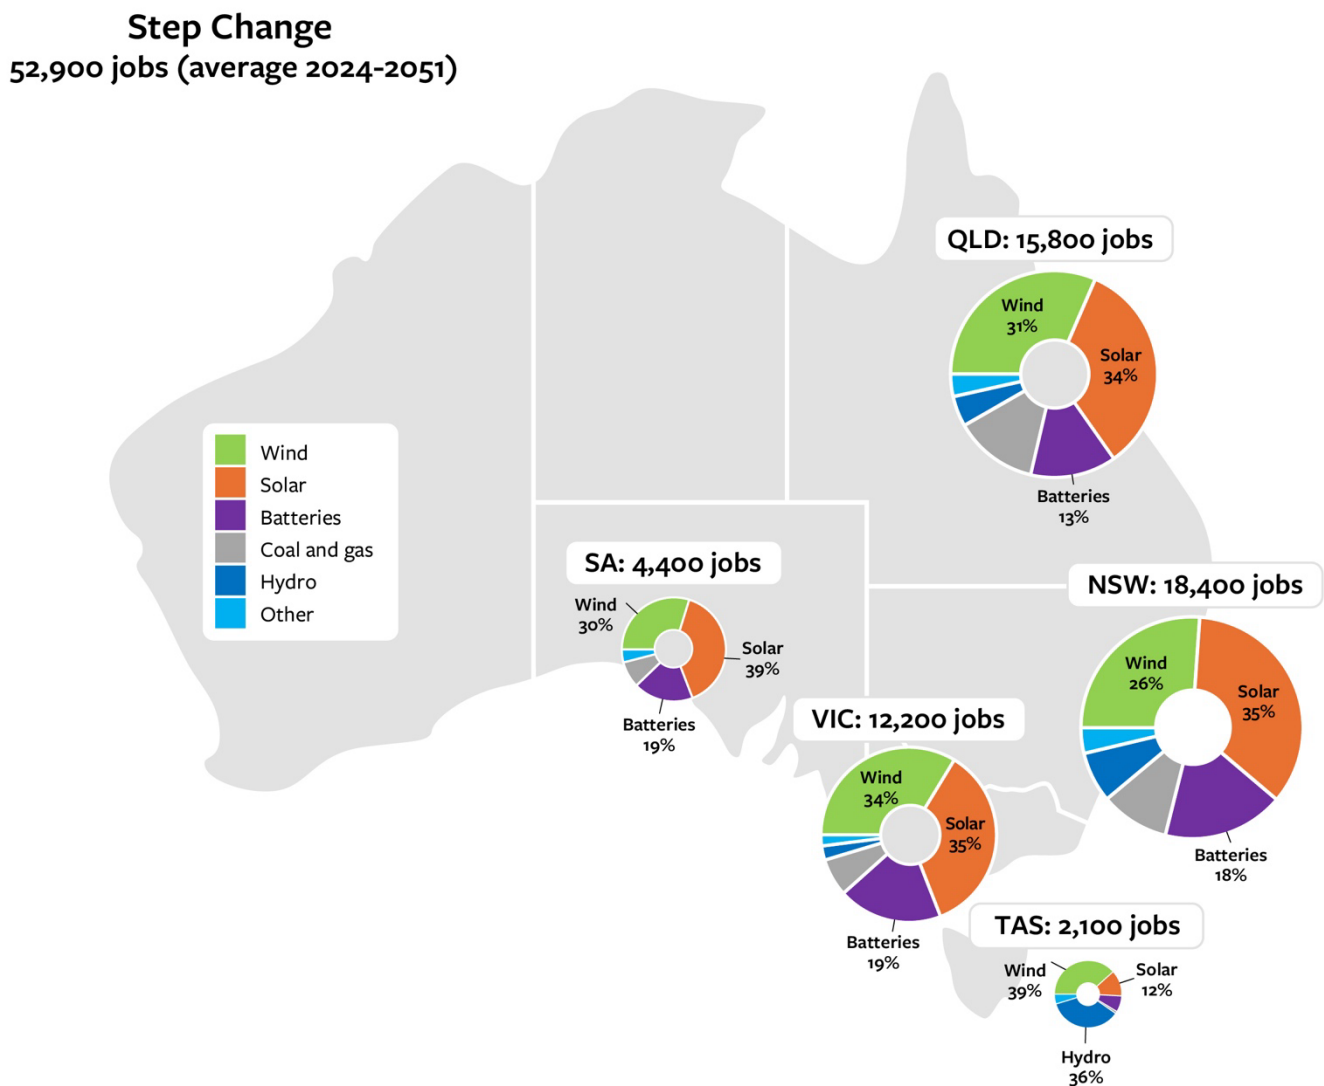 Step Change
52,900 jobs (average 2024-2051)
QLD: 15,800 jobs
Wind
31%
Solar
34%
Batteries
13%
Wind
Solar
Batteries
Coal and gas
Hydro
Other
SA: 4,400 jobs
Wind
30%
Solar
39%
Batteries
19%
NSW: 18,400 jobs
Wind
26%
Solar
35%
Batteries
18%
VIC: 12,200 jobs
Wind
34%
Solar
35%
Batteries
19%
TAS: 2,100 jobs
Wind
39%
Solar
12%
Hydro
36%